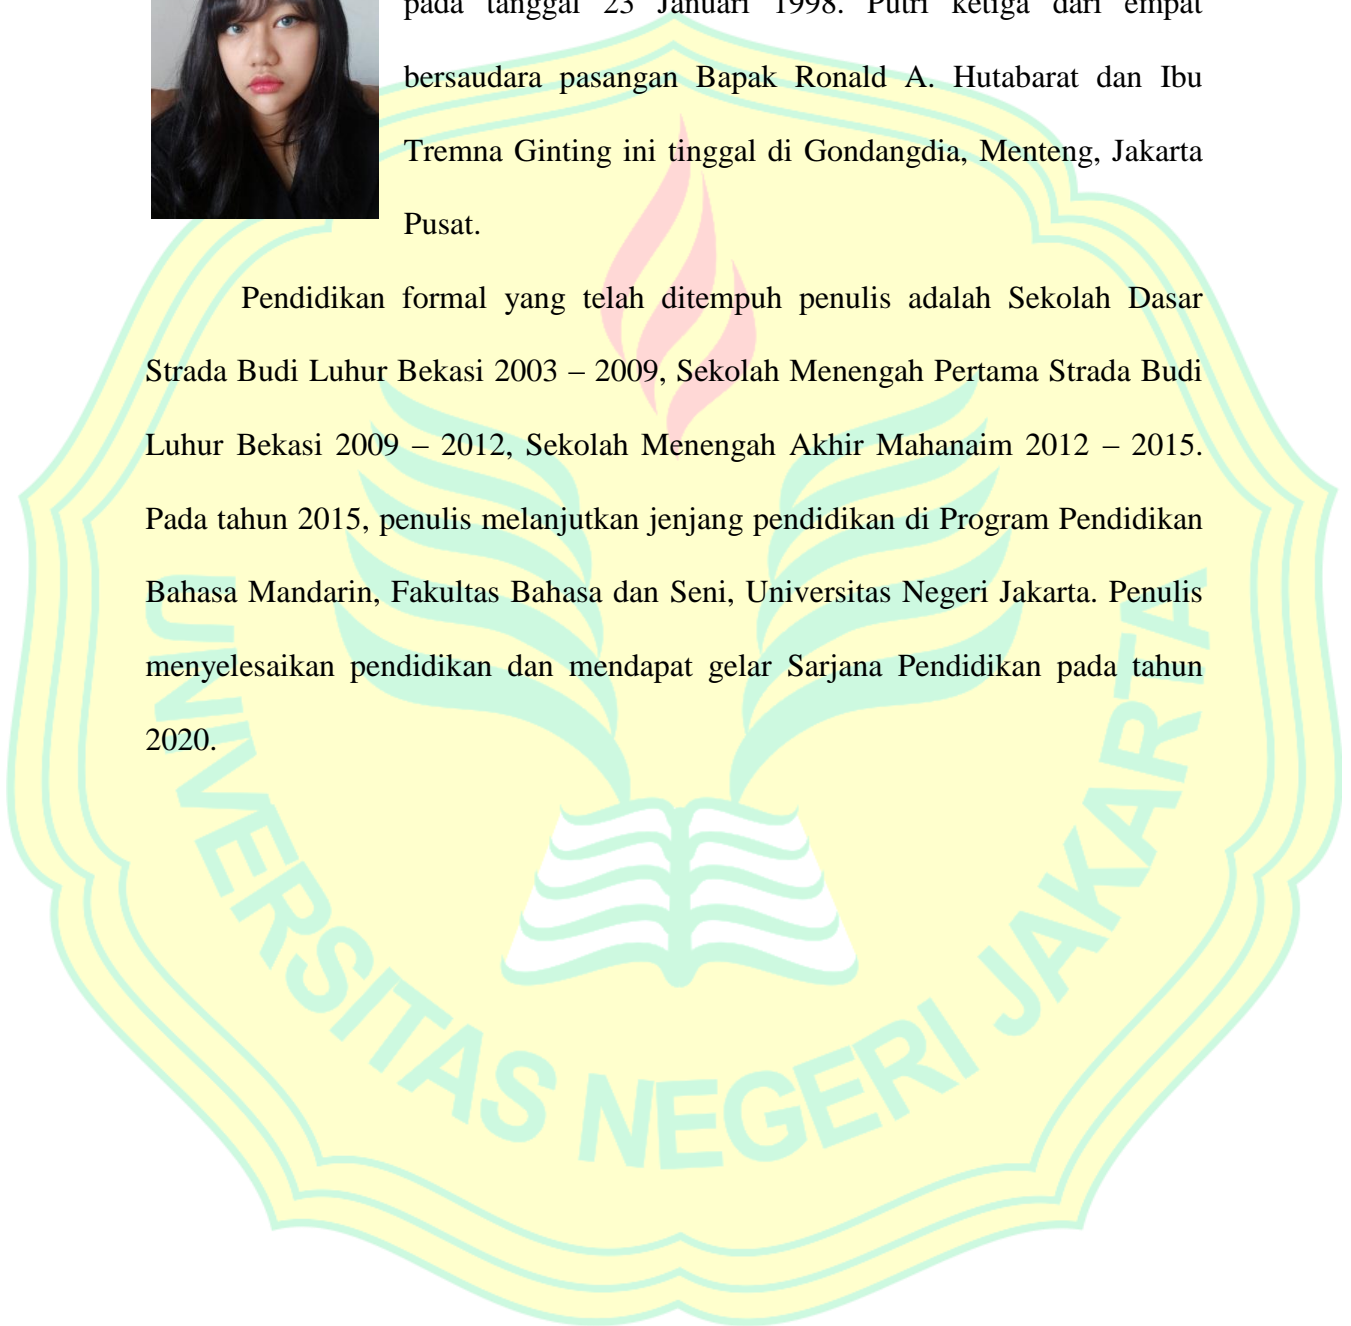 pada tanggal 23 Januari 1998. Putri ketiga dari empat
bersaudara pasangan Bapak Ronald A. Hutabarat dan Ibu
Tremna Ginting ini tinggal di Gondangdia, Menteng, Jakarta
Pusat.
Pendidikan formal yang telah ditempuh penulis adalah Sekolah Dasar
Strada Budi Luhur Bekasi 2003 – 2009, Sekolah Menengah Pertama Strada Budi
Luhur Bekasi 2009 – 2012, Sekolah Menengah Akhir Mahanaim 2012 – 2015.
Pada tahun 2015, penulis melanjutkan jenjang pendidikan di Program Pendidikan
Bahasa Mandarin, Fakultas Bahasa dan Seni, Universitas Negeri Jakarta. Penulis
menyelesaikan pendidikan dan mendapat gelar Sarjana Pendidikan pada tahun
2020.
UNIVERSITAS NEGERI JAKARTA